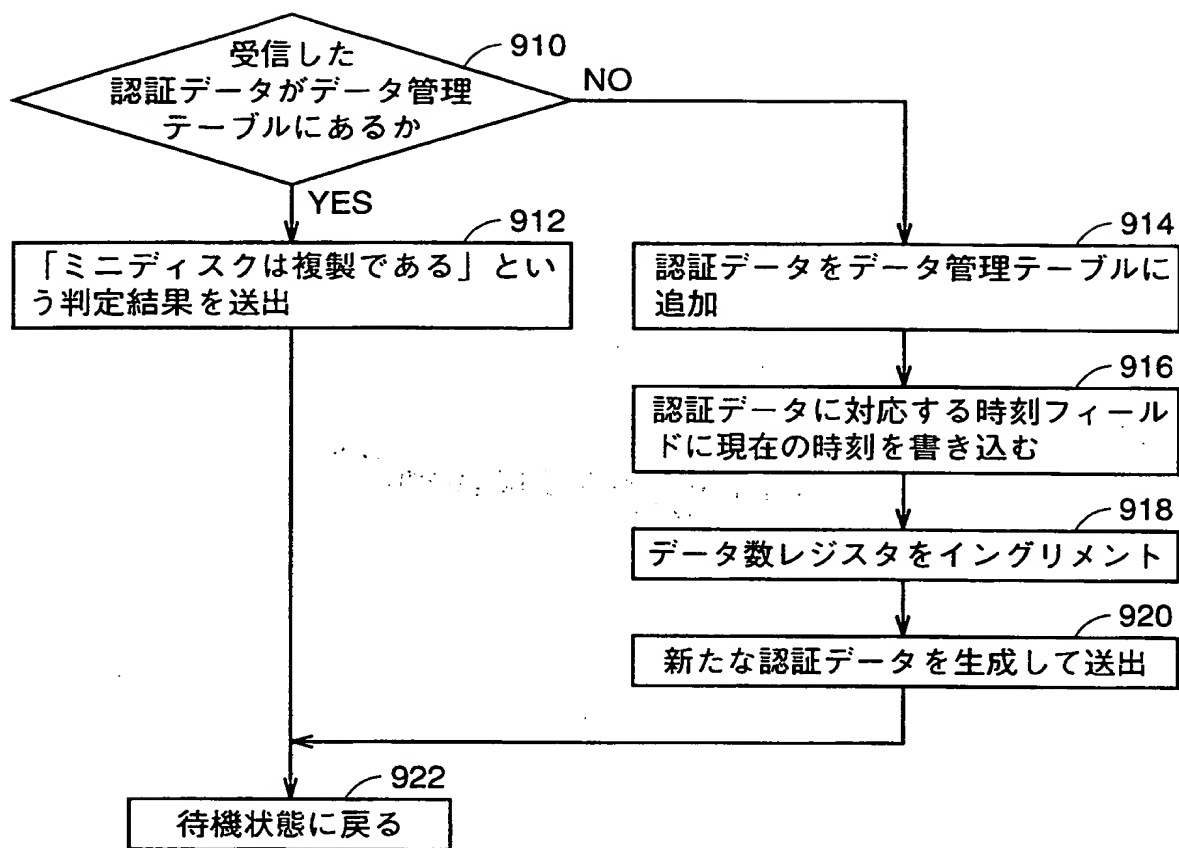 910
受信した
認証データがデータ管理
テーブルにあるか
NO
YES
912
「ミニディスクは複製である」とい
う判定結果を送出
914
認証データをデータ管理テーブルに
追加
916
認証データに対応する時刻フィール
ドに現在の時刻を書き込む
918
データ数レジスタをイングリメント
920
新たな認証データを生成して送出
922
待機状態に戻る